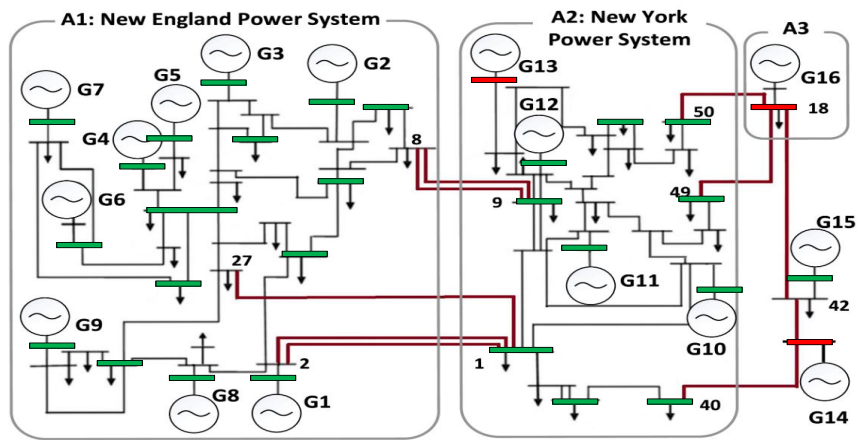 A1: New England Power System
A2: New York
Power System
A3
G3
G2
G5
G7
G4
G6
G13
G12
G16
50
18
8
9
49
G15
27
G11
42
G9
G10
1
2
G8
G1
40
G14